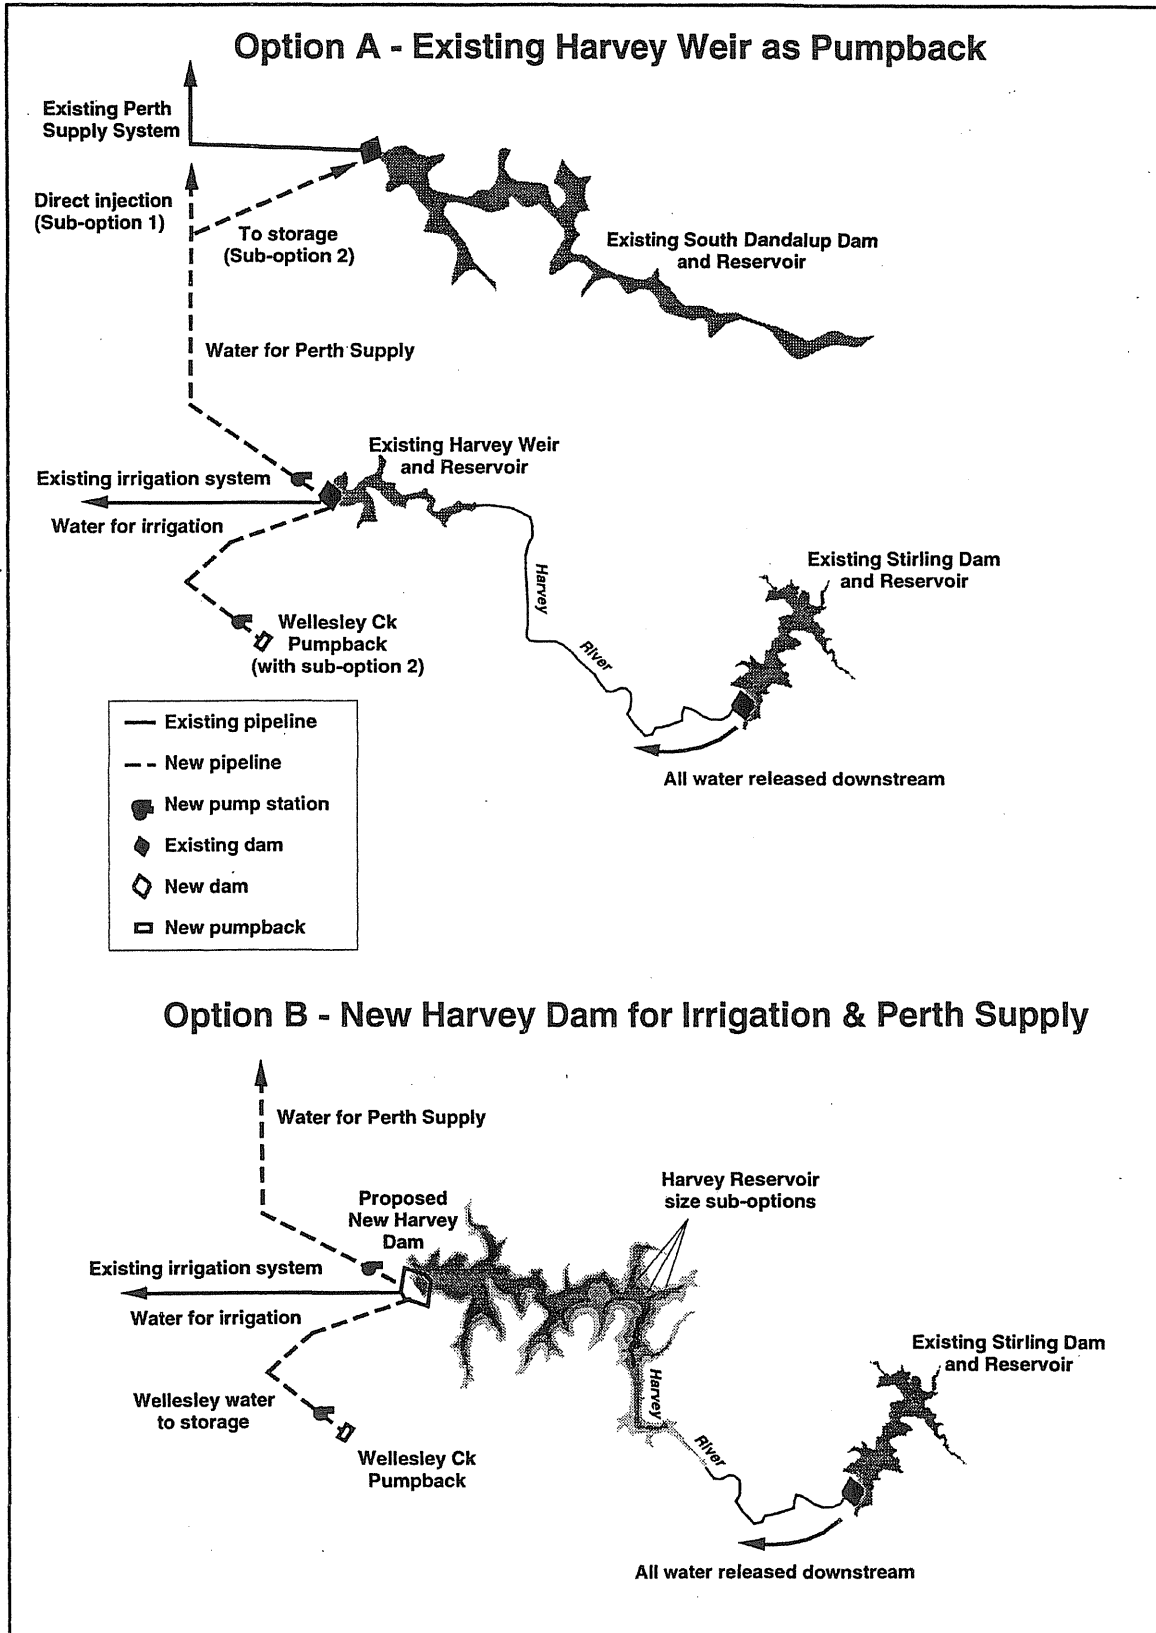 Option A - Existing Harvey Weir as Pumpback
Existing Perth
Supply System
Direct injection
(Sub-option 1)
To storage
(Sub-option 2)
Existing South Dandalup Dam
and Reservoir
Water for Perth Supply
Existing Harvey Weir
and Reservoir
Existing irrigation system
Water for irrigation
Harvey
River
Existing Stirling Dam
and Reservoir
Wellesley Ck
Pumpback
(with sub-option 2)
All water released downstream
Existing pipeline
New pipeline
New pump station
Existing dam
New dam
New pumpback
Option B - New Harvey Dam for Irrigation & Perth Supply
Water for Perth Supply
Harvey Reservoir
size sub-options
Proposed
New Harvey
Dam
Existing irrigation system
Water for irrigation
Harvey
River
Existing Stirling Dam
and Reservoir
Wellesley water
to storage
Wellesley Ck
Pumpback
All water released downstream